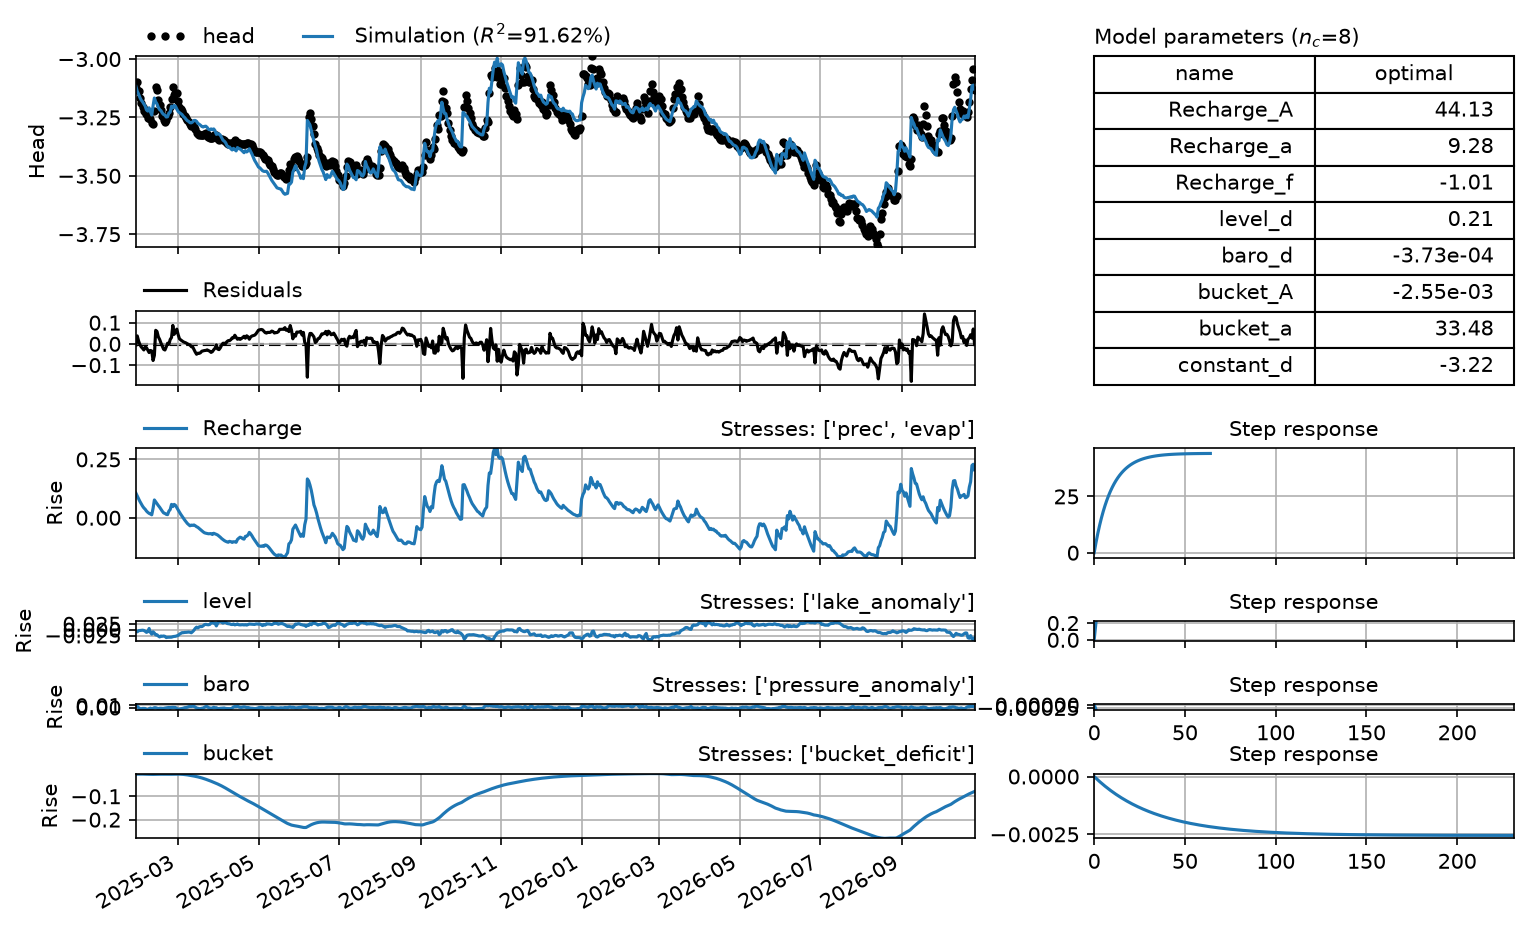 head Simulation (R²=91.62%)
Model parameters (n_c=8)
Head
−3.00
−3.25
−3.50
−3.75
name optimal
Recharge_A 44.13
Recharge_a 9.28
Recharge_f -1.01
level_d 0.21
baro_d -3.73e-04
bucket_A -2.55e-03
bucket_a 33.48
constant_d -3.22
Residuals
0.1
0.0
−0.1
Recharge Stresses: ['prec', 'evap']
Rise
0.25
0.00
Step response
25
0
level Stresses: ['lake_anomaly']
Rise
−0.025
Step response
0.2
0.0
baro Stresses: ['pressure_anomaly']
Rise
Step response
−0.00025
0 50 100 150 200
bucket Stresses: ['bucket_deficit']
Rise
−0.1
−0.2
Step response
0.0000
−0.0025
0 50 100 150 200
2025-03 2025-05 2025-07 2025-09 2025-11 2026-01 2026-03 2026-05 2026-07 2026-09